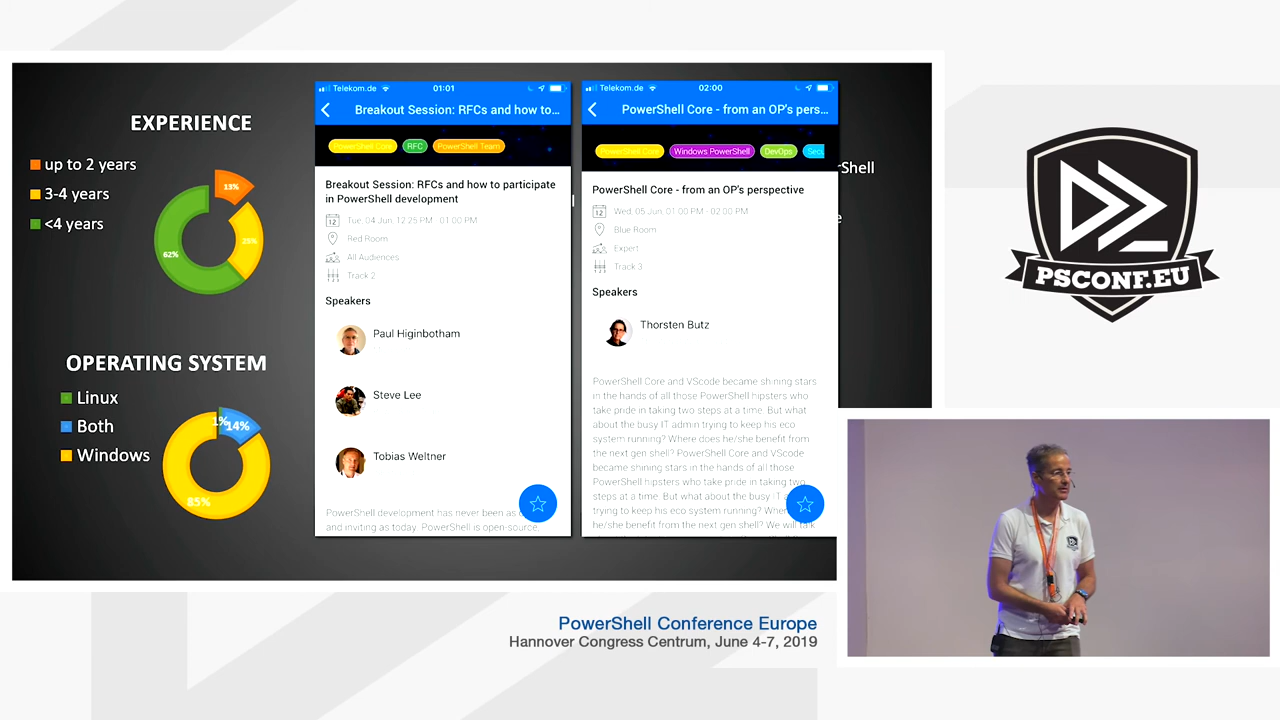 EXPERIENCE
up to 2 years
3-4 years
<4 years
13%
25%
62%
OPERATING SYSTEM
Linux
Both
Windows
1%
14%
85%
Telekom.de
01:01
Breakout Session: RFCs and how to...
PowerShell Core
RFC
PowerShell Team
Breakout Session: RFCs and how to participate
in PowerShell development
12
Tue, 04 Jun, 12:25 PM - 01:00 PM
Red Room
All Audiences
Track 2
Speakers
Paul Higinbotham
Steve Lee
Tobias Weltner
PowerShell development has never been as
and inviting as today. PowerShell is open-source,
Telekom.de
02:00
PowerShell Core - from an OP's pers...
PowerShell Core
Windows PowerShell
DevOps
Secu
PowerShell Core - from an OP's perspective
12
Wed, 05 Jun, 01:00 PM - 02:00 PM
Blue Room
Expert
Track 3
Speakers
Thorsten Butz
PowerShell Core and VScode became shining stars
in the hands of all those PowerShell hipsters who
take pride in taking two steps at a time. But what
about the busy IT admin trying to keep his eco
system running? Where does he/she benefit from
the next gen shell? PowerShell Core and VScode
became shining stars in the hands of all those
PowerShell hipsters who take pride in taking two
steps at a time. But what about the busy IT
trying to keep his eco system running? Where
he/she benefit from the next gen shell? We will talk
Shell
PSCONF.EU
PowerShell Conference Europe
Hannover Congress Centrum, June 4-7, 2019